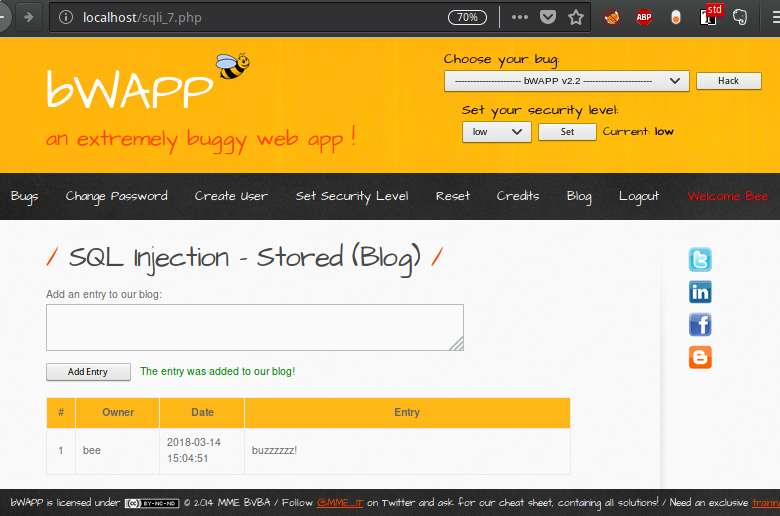 localhost/sqli_7.php
70%
ABP
std
bWAPP
an extremely buggy web app !
Choose your bug:
---------------------- bWAPP v2.2 ----------------------
Hack
Set your security level:
low
Set
Current: low
Bugs
Change Password
Create User
Set Security Level
Reset
Credits
Blog
Logout
Welcome Bee
/ SQL Injection - Stored (Blog) /
Add an entry to our blog:
Add Entry
The entry was added to our blog!
# Owner Date Entry
1 bee 2018-03-14 15:04:51 buzzzzzz!
bWAPP is licensed under (cc) BY-NC-ND © 2014 MME BVBA / Follow @MME_IT on Twitter and ask for our cheat sheet, containing all solutions! / Need an exclusive